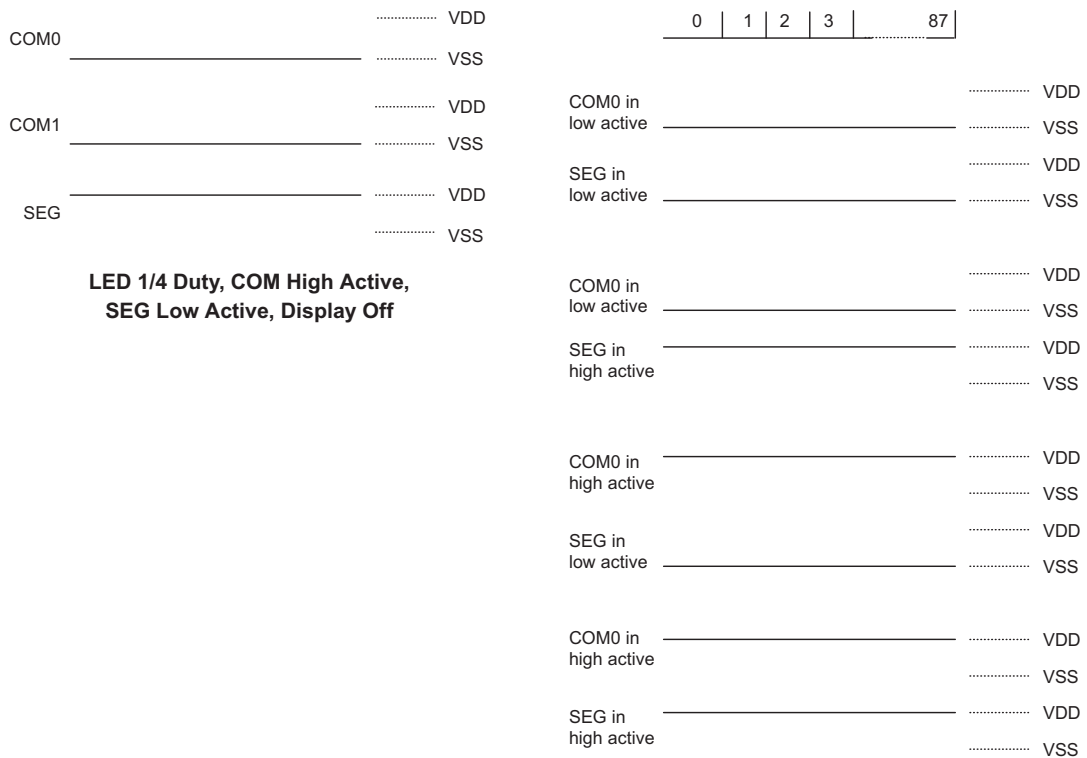 COM0
VDD
VSS
COM1
VDD
VSS
SEG
VDD
VSS
LED 1/4 Duty, COM High Active,
SEG Low Active, Display Off
0 1 2 3 87
COM0 in
low active
VDD
VSS
SEG in
low active
VDD
VSS
COM0 in
low active
VDD
VSS
SEG in
high active
VDD
VSS
COM0 in
high active
VDD
VSS
SEG in
low active
VDD
VSS
COM0 in
high active
VDD
VSS
SEG in
high active
VDD
VSS